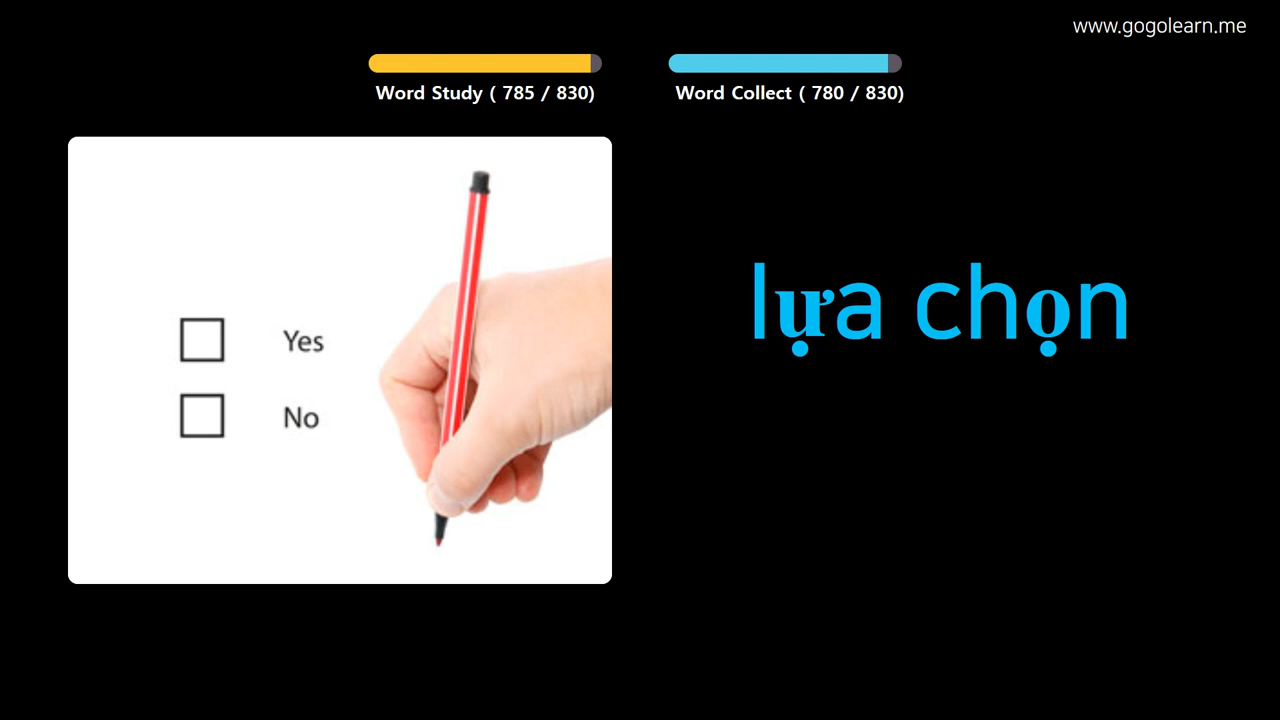 www.gogolearn.me
Word Study ( 785 / 830)
Word Collect ( 780 / 830)
Yes
No
lựa chọn